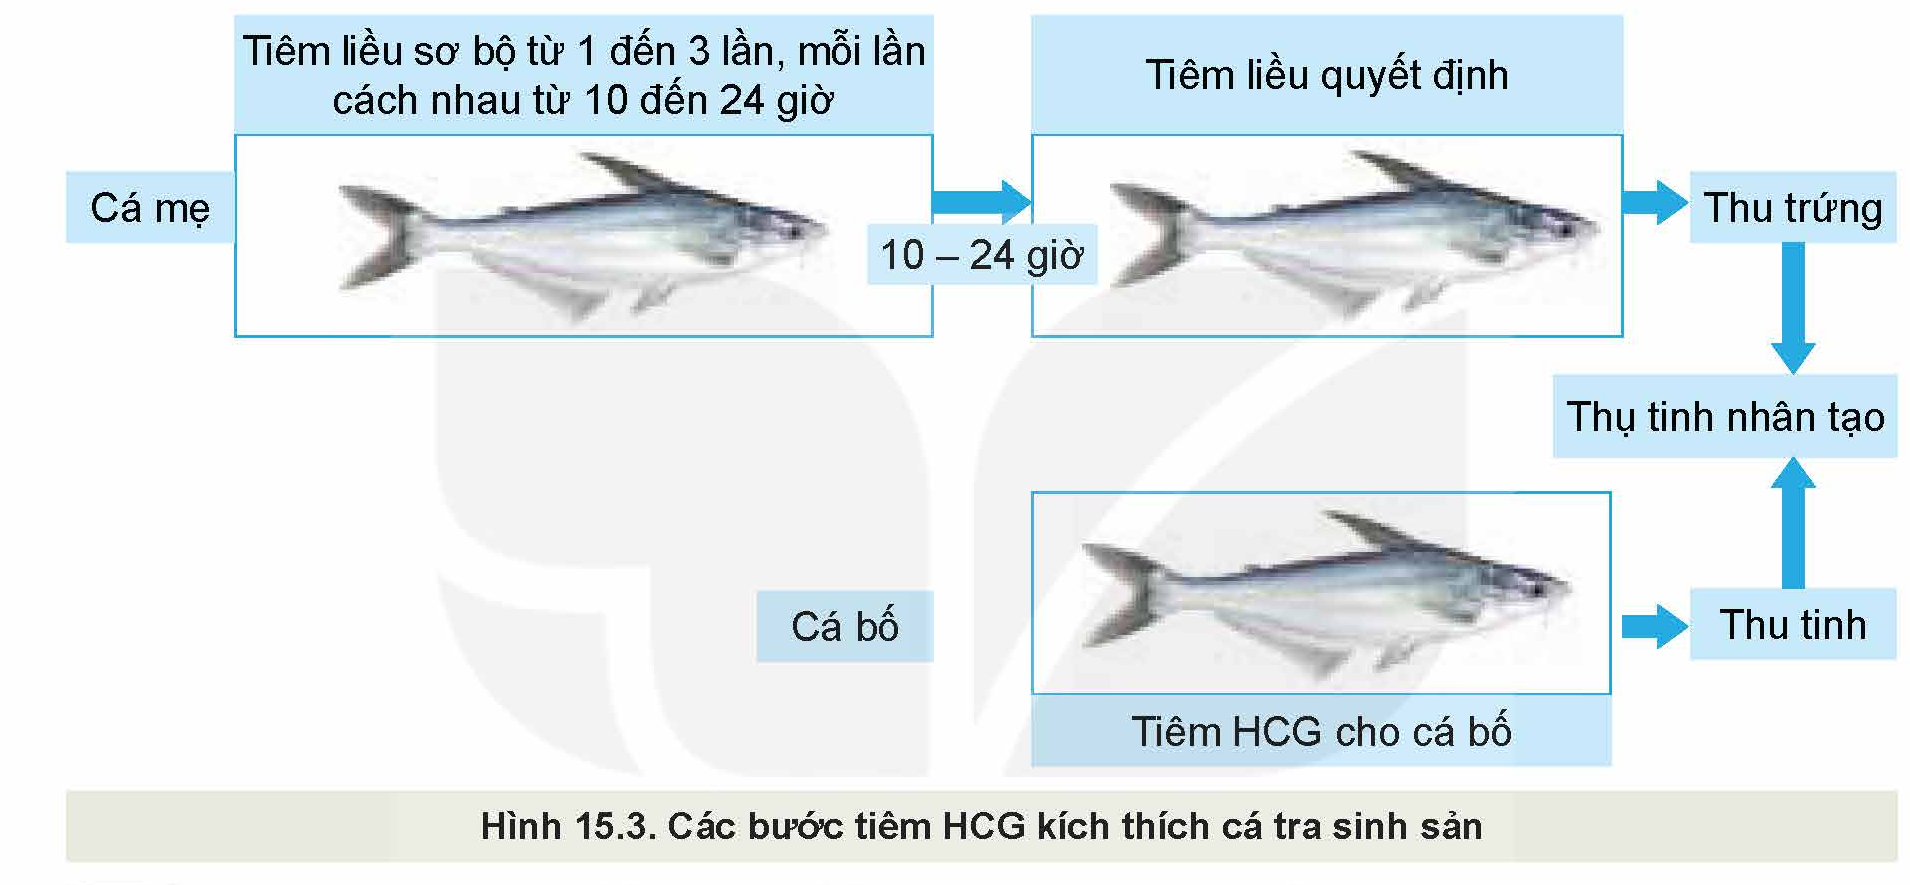 Tiêm liều sơ bộ từ 1 đến 3 lần, mỗi lần
cách nhau từ 10 đến 24 giờ
Tiêm liều quyết định
Cá mẹ
10 – 24 giờ
Thu trứng
Thụ tinh nhân tạo
Cá bố
Thu tinh
Tiêm HCG cho cá bố
Hình 15.3. Các bước tiêm HCG kích thích cá tra sinh sản